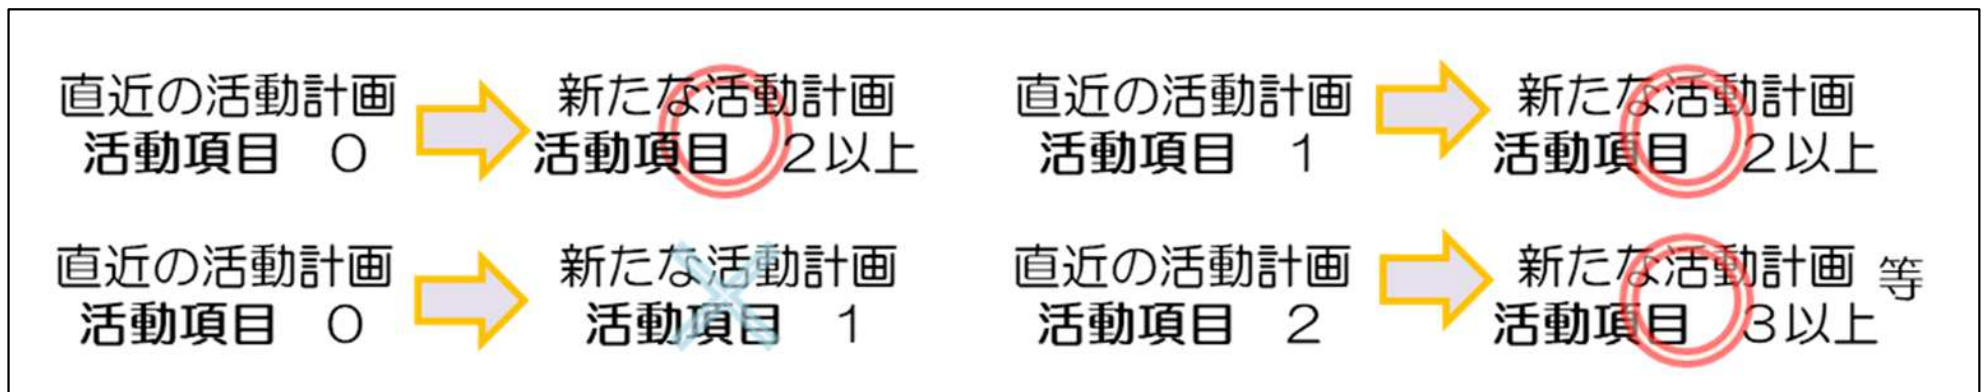 直近の活動計画
活動項目 0
新たな活動計画
活動項目 2以上
直近の活動計画
活動項目 1
新たな活動計画
活動項目 2以上
直近の活動計画
活動項目 0
新たな活動計画
活動項目 1
直近の活動計画
活動項目 2
新たな活動計画 等
活動項目 3以上